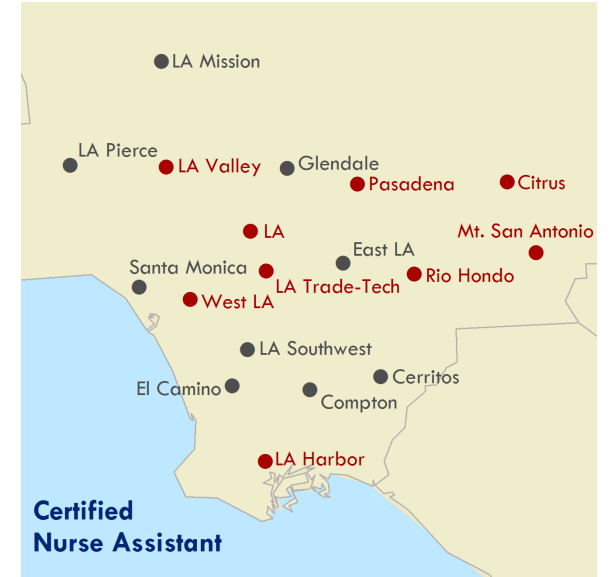 LA Mission
LA Pierce
LA Valley
Glendale
Pasadena
Citrus
LA
Mt. San Antonio
East LA
Santa Monica
LA Trade-Tech
Rio Hondo
West LA
LA Southwest
El Camino
Cerritos
Compton
LA Harbor
Certified
Nurse Assistant